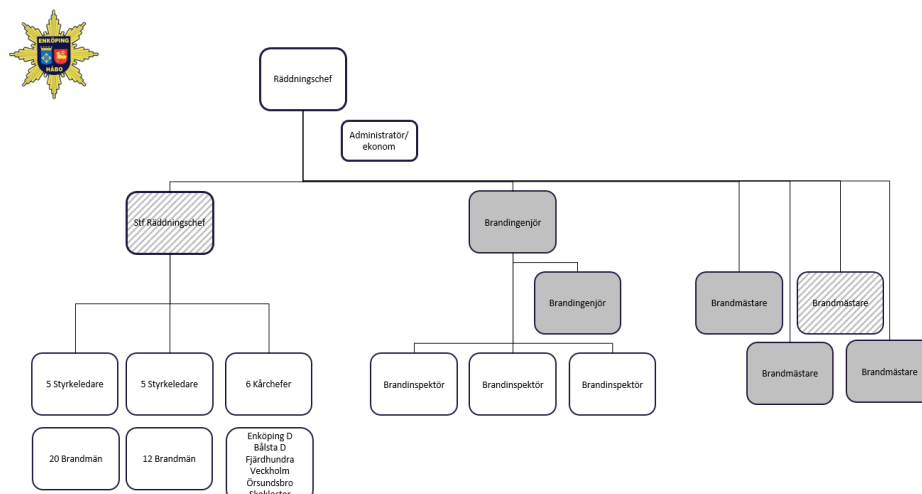 ENKÖPING
HÅBO
Räddningschef
Administratör/
ekonom
Stf Räddningschef
Brandingenjör
Brandingenjör
Brandmästare
Brandmästare
Brandmästare
Brandmästare
5 Styrkeledare
5 Styrkeledare
6 Kårchefer
Brandinspektör
Brandinspektör
Brandinspektör
20 Brandmän
12 Brandmän
Enköping D
Bålsta D
Fjärdhundra
Veckholm
Örsundsbro
Skokloster